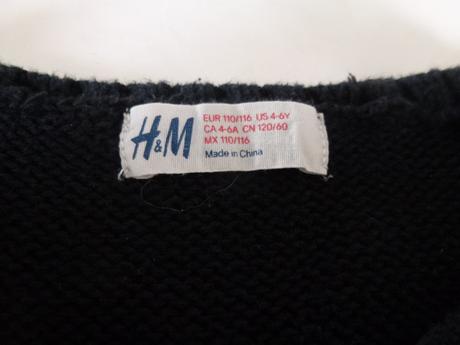 H&M
EUR 110/116 US 4-6Y
CA 4-6A CN 120/60
MX 110/116
Made in China